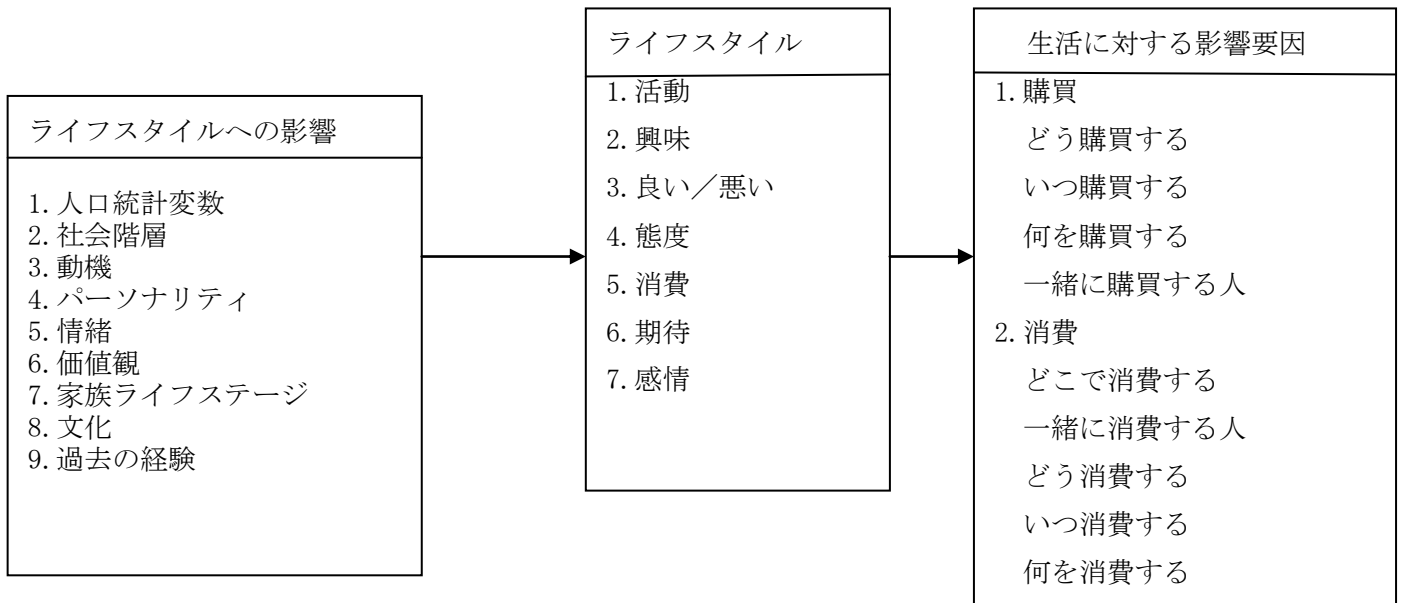 ライフスタイルへの影響
1.人口統計変数
2.社会階層
3.動機
4.パーソナリティ
5.情緒
6.価値観
7.家族ライフステージ
8.文化
9.過去の経験
ライフスタイル
1.活動
2.興味
3.良い／悪い
4.態度
5.消費
6.期待
7.感情
生活に対する影響要因
1.購買
どう購買する
いつ購買する
何を購買する
一緒に購買する人
2.消費
どこで消費する
一緒に消費する人
どう消費する
いつ消費する
何を消費する